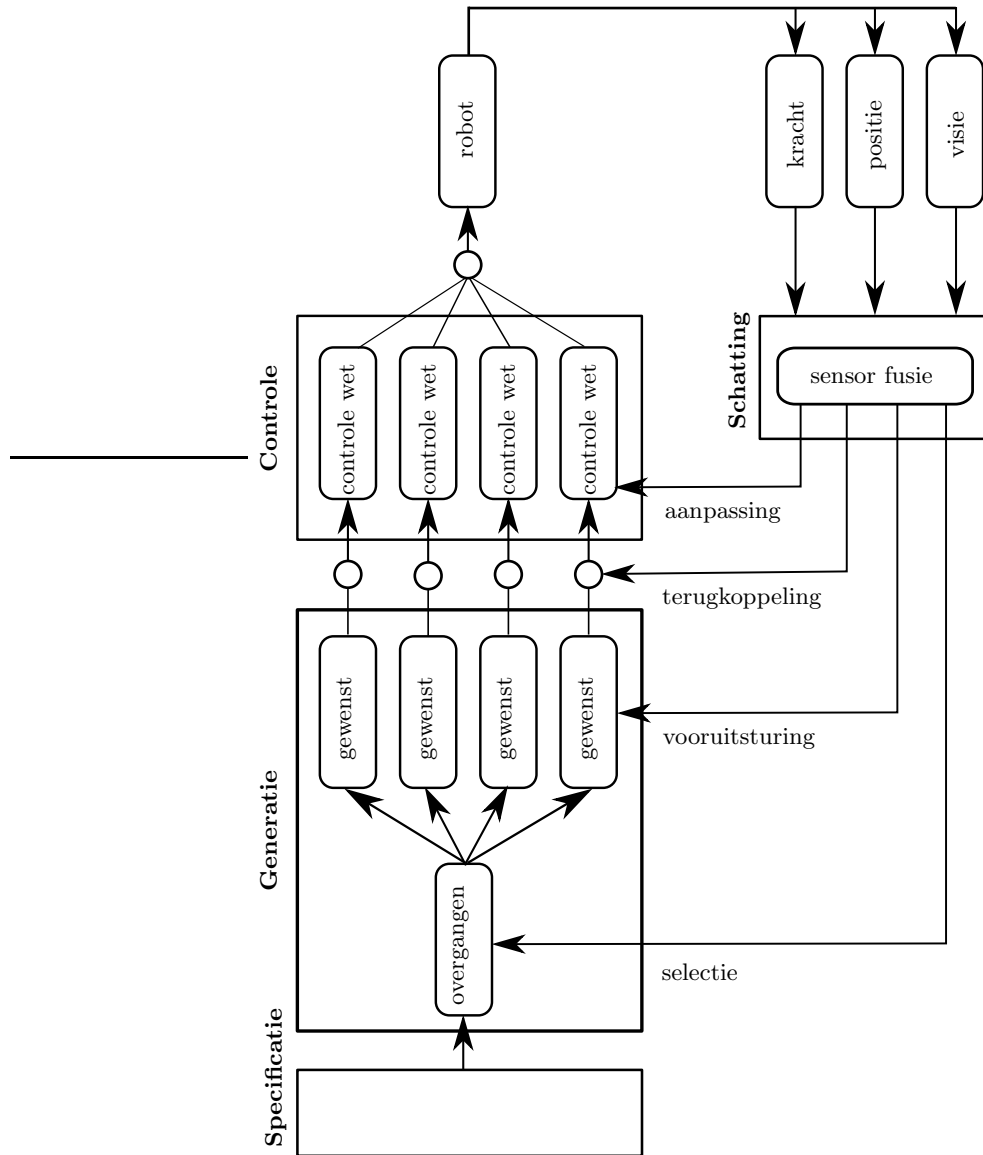 robot
kracht
positie
visie
Controle
controle wet
controle wet
controle wet
controle wet
Schatting
sensor fusie
aanpassing
terugkoppeling
Generatie
gewenst
gewenst
gewenst
gewenst
vooruitsturing
overgangen
selectie
Specificatie